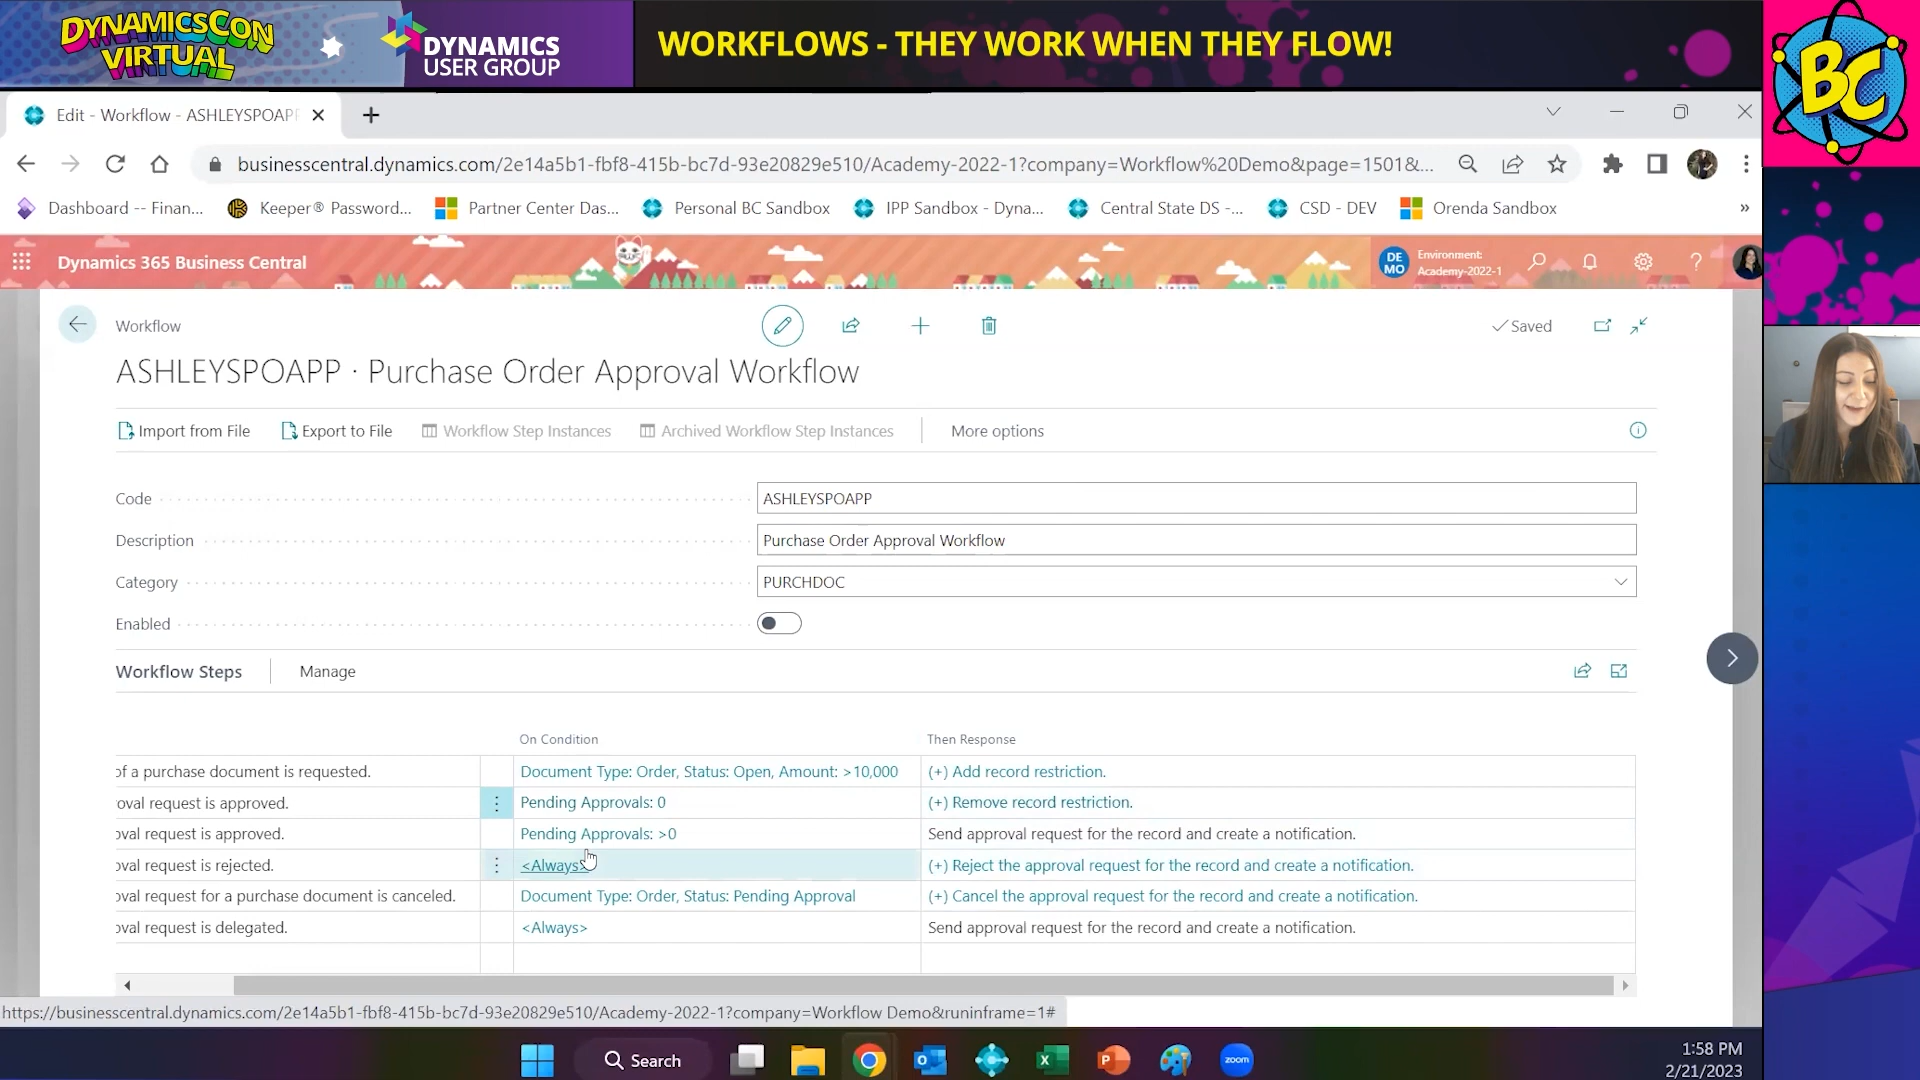 DYNAMICSCON
VIRTUAL
DYNAMICS
USER GROUP
WORKFLOWS - THEY WORK WHEN THEY FLOW!
BC
Edit - Workflow - ASHLEYSPOAPP
businesscentral.dynamics.com/2e14a5b1-fbf8-415b-bc7d-93e20829e510/Academy-2022-1?company=Workflow%20Demo&page=1501&...
Dashboard -- Finan... Keeper® Password... Partner Center Das... Personal BC Sandbox IPP Sandbox - Dyna... Central State DS -... CSD - DEV Orenda Sandbox »
Dynamics 365 Business Central
DE
MO
Environment:
Academy-2022-1
Workflow
Saved
ASHLEYSPOAPP · Purchase Order Approval Workflow
Import from File Export to File Workflow Step Instances Archived Workflow Step Instances More options
Code ASHLEYSPOAPP
Description Purchase Order Approval Workflow
Category PURCHDOC
Enabled
Workflow Steps Manage
On Condition Then Response
of a purchase document is requested. Document Type: Order, Status: Open, Amount: >10,000 (+) Add record restriction.
oval request is approved. Pending Approvals: 0 (+) Remove record restriction.
oval request is approved. Pending Approvals: >0 Send approval request for the record and create a notification.
oval request is rejected. <Always> (+) Reject the approval request for the record and create a notification.
oval request for a purchase document is canceled. Document Type: Order, Status: Pending Approval (+) Cancel the approval request for the record and create a notification.
oval request is delegated. <Always> Send approval request for the record and create a notification.
https://businesscentral.dynamics.com/2e14a5b1-fbf8-415b-bc7d-93e20829e510/Academy-2022-1?company=Workflow Demo&runinframe=1#
Search
zoom
1:58 PM
2/21/2023